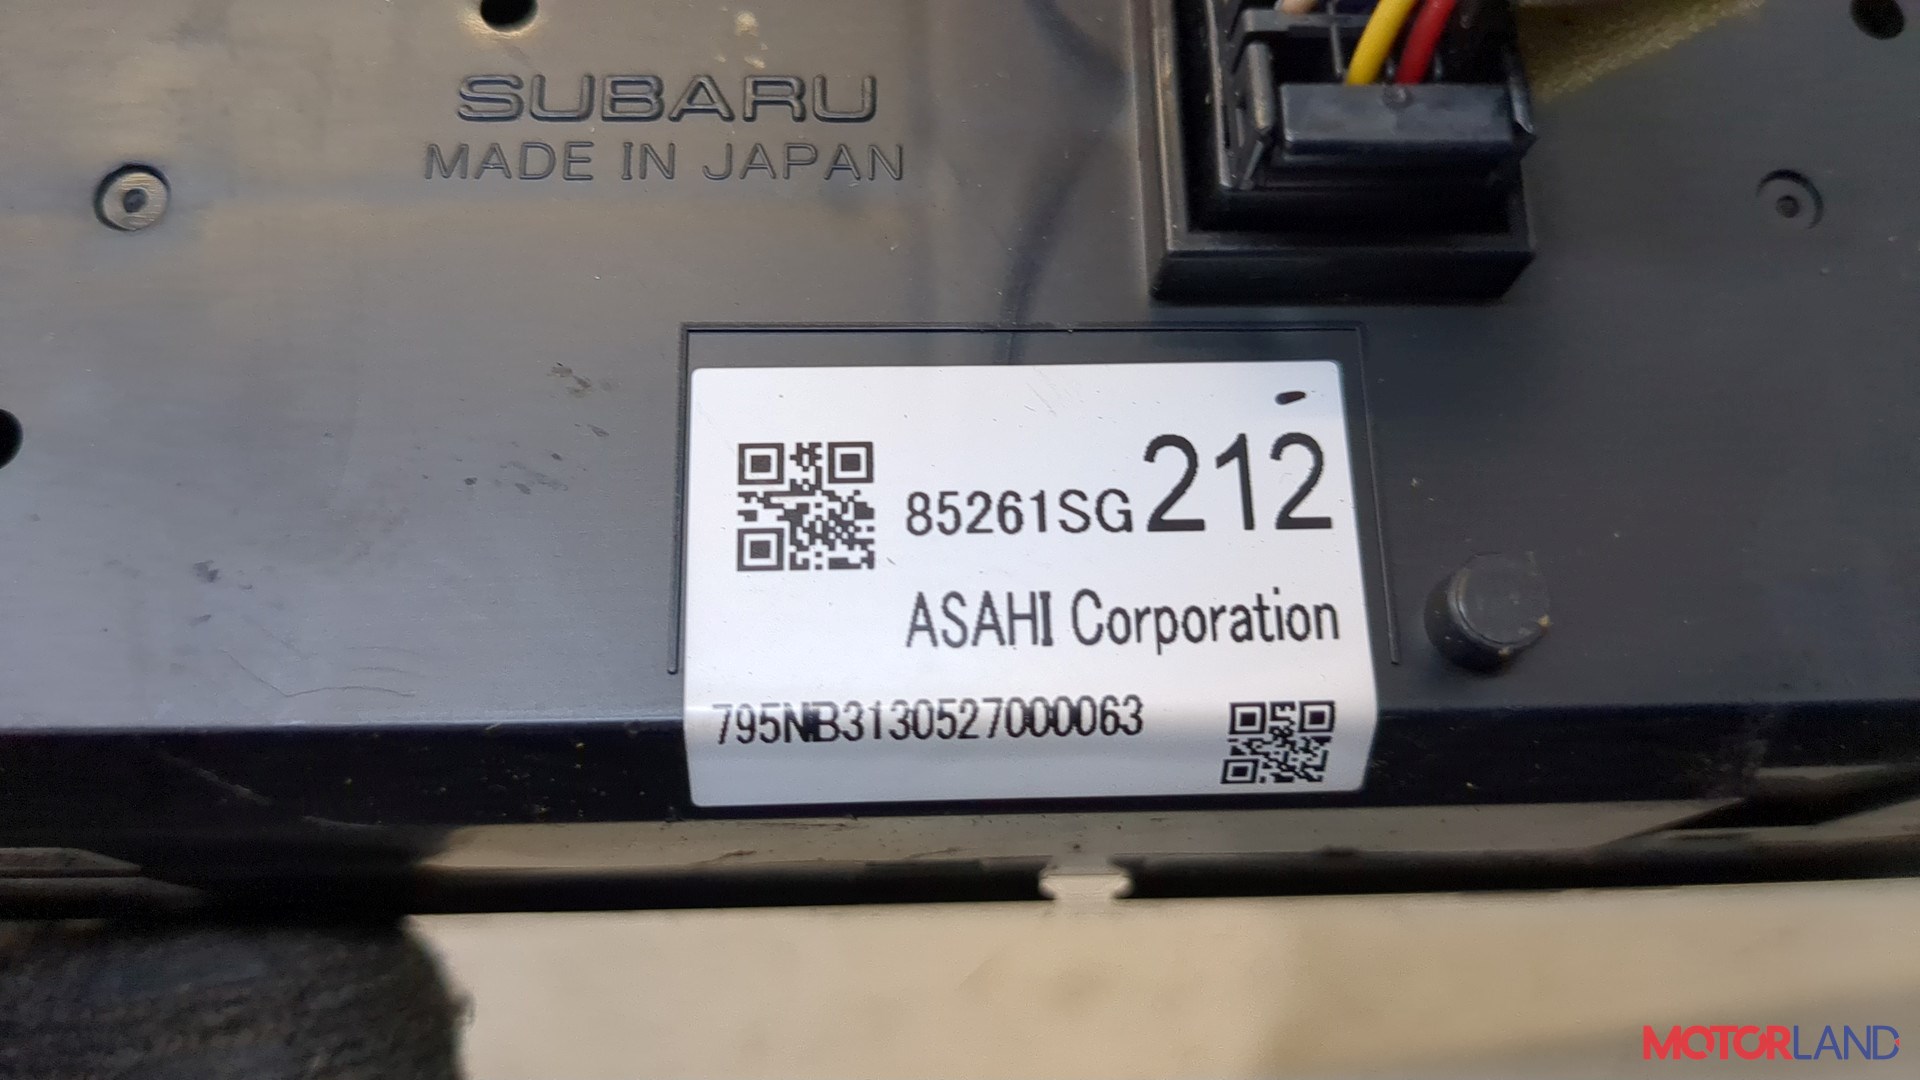 SUBARU
MADE IN JAPAN
85261SG212
ASAHI Corporation
795NB3130527000063
MOTORLAND